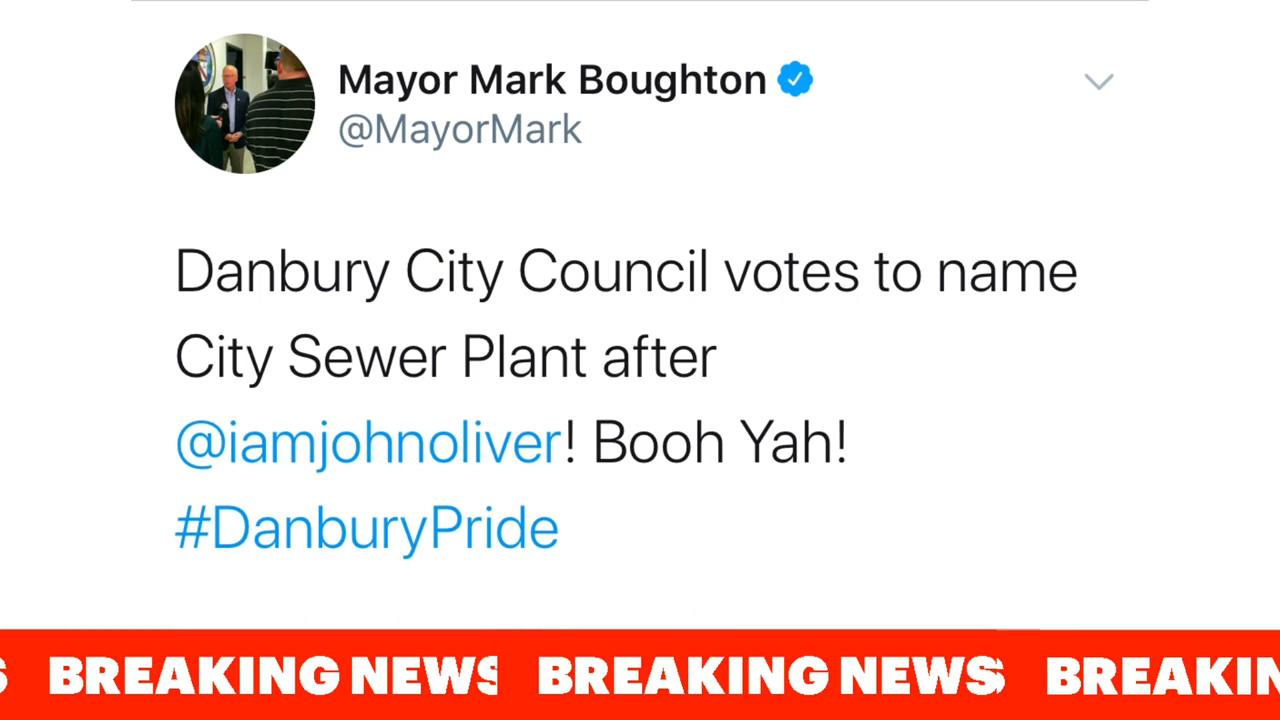 Mayor Mark Boughton
@MayorMark
Danbury City Council votes to name
City Sewer Plant after
@iamjohnoliver! Booh Yah!
#DanburyPride
S BREAKING NEWS BREAKING NEWS BREAKIN